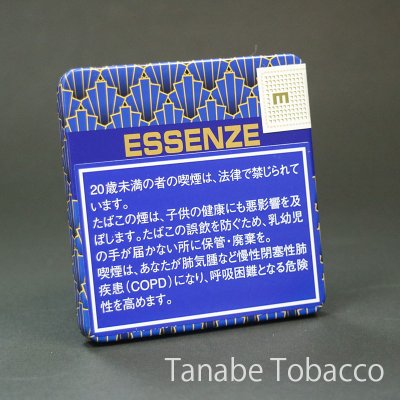 m
ESSENZE
20歳未満の者の喫煙は、法律で禁じられて
います。
たばこの煙は、子供の健康にも悪影響を及
ぼします。たばこの誤飲を防ぐため、乳幼児
の手が届かない所に保管・廃棄を。
喫煙は、あなたが肺気腫など慢性閉塞性肺
疾患(COPD)になり、呼吸困難となる危険
性を高めます。
Tanabe Tobacco